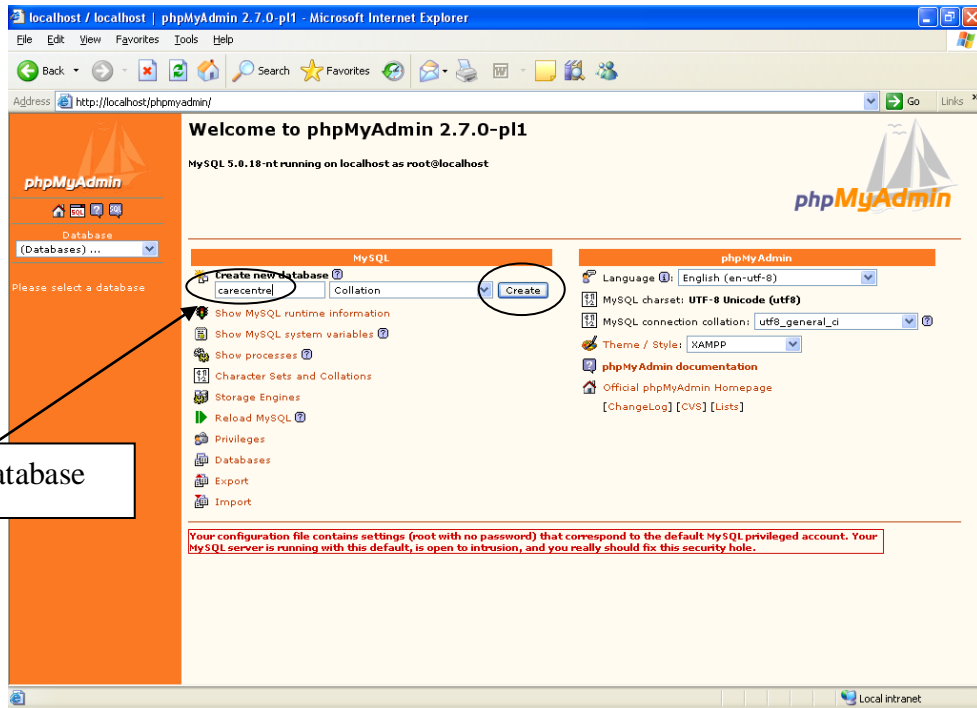 localhost / localhost | phpMyAdmin 2.7.0-pl1 - Microsoft Internet Explorer
File Edit View Favorites Tools Help
Back Search Favorites
Address http://localhost/phpmyadmin/ Go Links »
phpMyAdmin
SQL SQL
Database
(Databases) ...
Please select a database
Welcome to phpMyAdmin 2.7.0-pl1
MySQL 5.0.18-nt running on localhost as root@localhost
phpMyAdmin
MySQL
Create new database
carecentre Collation Create
Show MySQL runtime information
Show MySQL system variables
Show processes
Character Sets and Collations
Storage Engines
Reload MySQL
Privileges
Databases
Export
Import
phpMyAdmin
Language : English (en-utf-8)
MySQL charset: UTF-8 Unicode (utf8)
MySQL connection collation: utf8_general_ci
Theme / Style: XAMPP
phpMyAdmin documentation
Official phpMyAdmin Homepage
[ChangeLog] [CVS] [Lists]
Your configuration file contains settings (root with no password) that correspond to the default MySQL privileged account. Your
MySQL server is running with this default, is open to intrusion, and you really should fix this security hole.
atabase
Local intranet